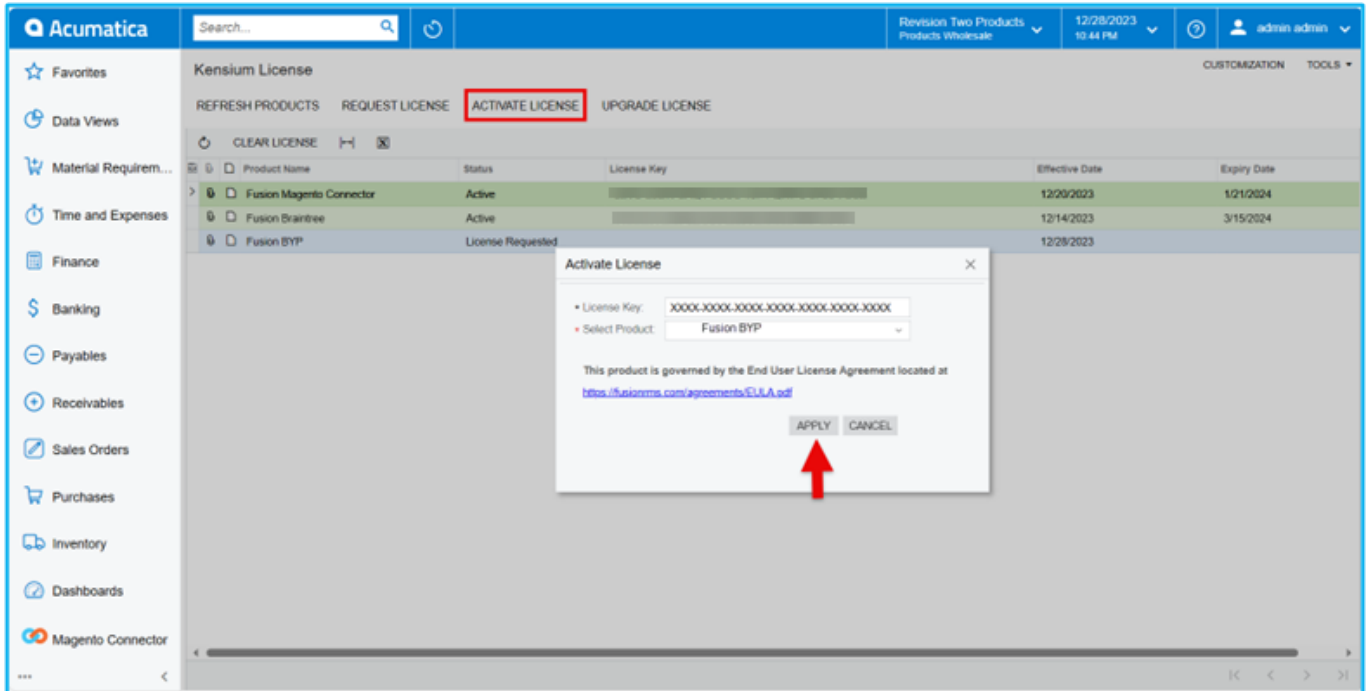 Acumatica
Search...
Revision Two Products
Products Wholesale
12/28/2023
10:44 PM
admin admin
Favorites
Data Views
Material Requirem...
Time and Expenses
Finance
Banking
Payables
Receivables
Sales Orders
Purchases
Inventory
Dashboards
Magento Connector
Kensium License
CUSTOMIZATION TOOLS
REFRESH PRODUCTS REQUEST LICENSE ACTIVATE LICENSE UPGRADE LICENSE
CLEAR LICENSE
Product Name Status License Key Effective Date Expiry Date
Fusion Magento Connector Active 12/20/2023 1/21/2024
Fusion Braintree Active 12/14/2023 3/15/2024
Fusion BYP License Requested 12/28/2023
Activate License
License Key: XXXX-XXXX-XXXX-XXXX-XXXX-XXXX-XXXX
Select Product: Fusion BYP
This product is governed by the End User License Agreement located at
https://fusionrms.com/agreements/EULA.pdf
APPLY CANCEL